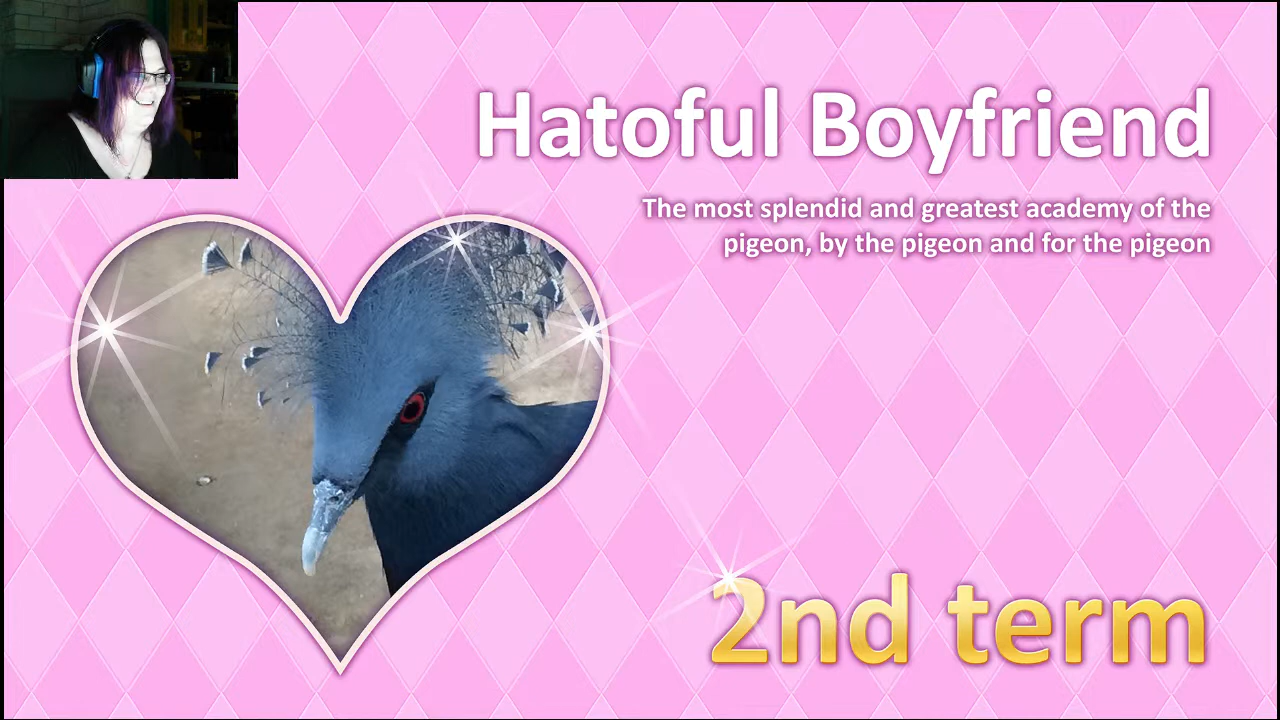 Hatoful Boyfriend
The most splendid and greatest academy of the
pigeon, by the pigeon and for the pigeon
2nd term